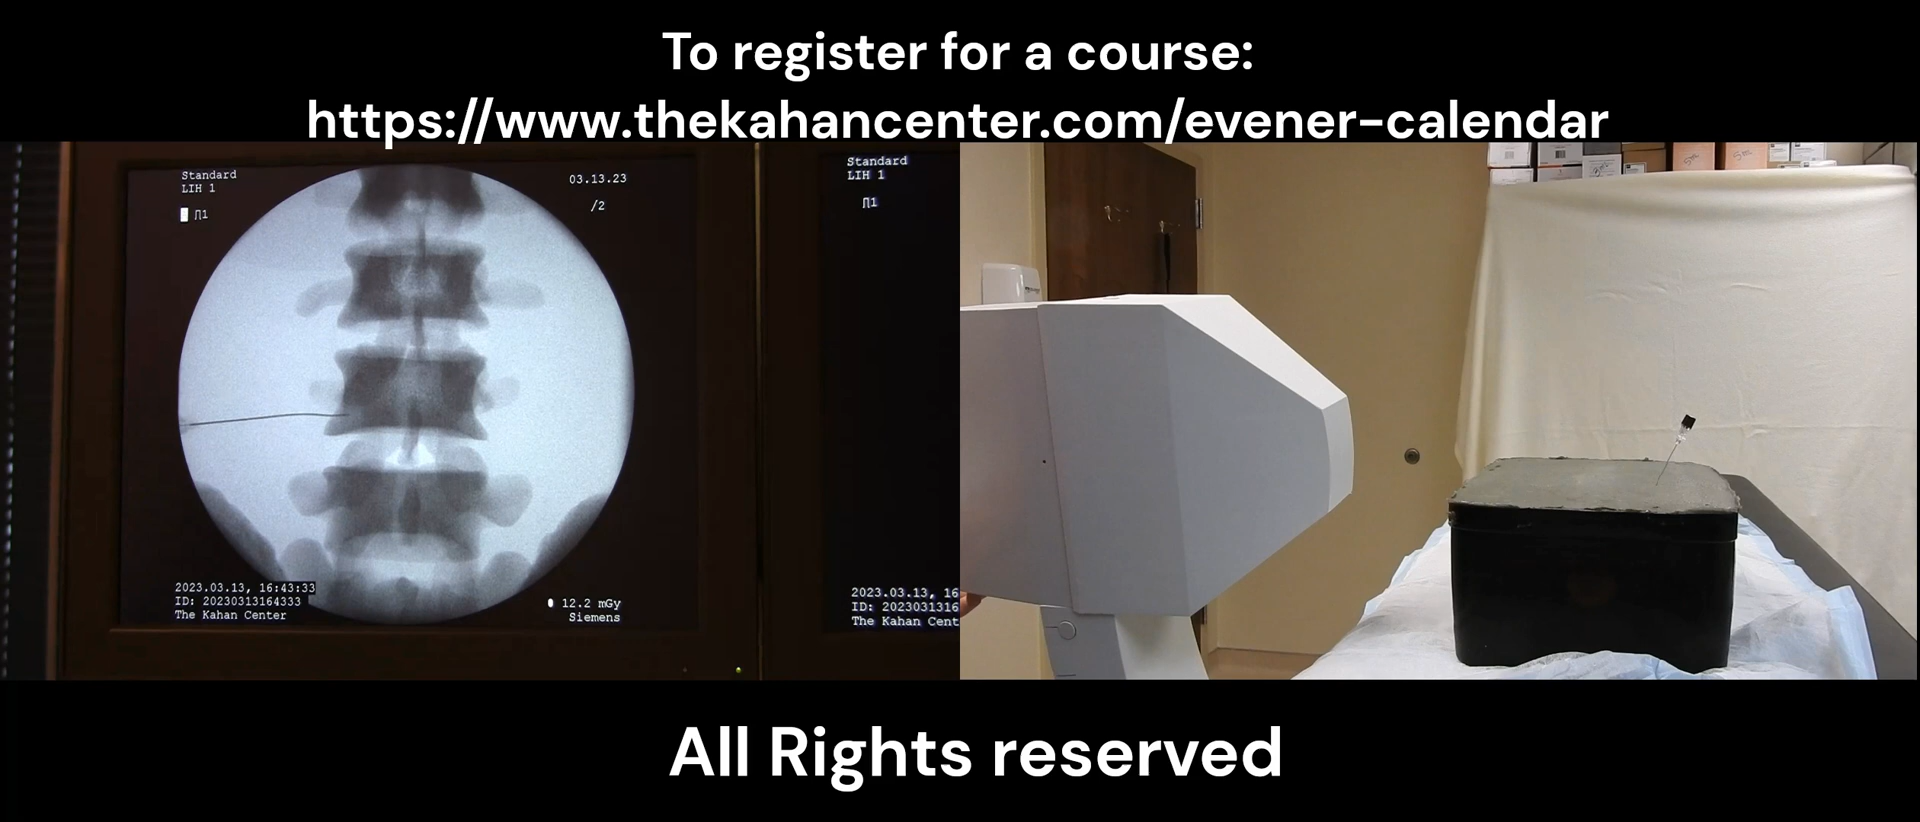 To register for a course:
https://www.thekahancenter.com/evener-calendar
Standard
LIH 1
03.13.23
/2
2023.03.13, 16:43:33
ID: 20230313164333
The Kahan Center
12.2 mGy
Siemens
Standard
LIH 1
2023.03.13, 16
ID: 2023031316
The Kahan Cent
All Rights reserved